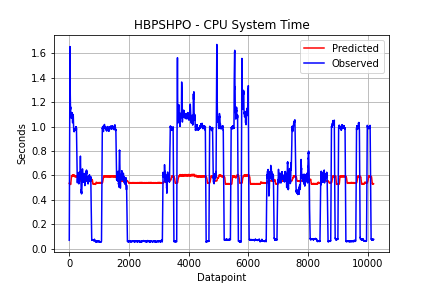 HBPSHPO - CPU System Time
Predicted
Observed
Seconds
1.6
1.4
1.2
1.0
0.8
0.6
0.4
0.2
0.0
0 2000 4000 6000 8000 10000
Datapoint